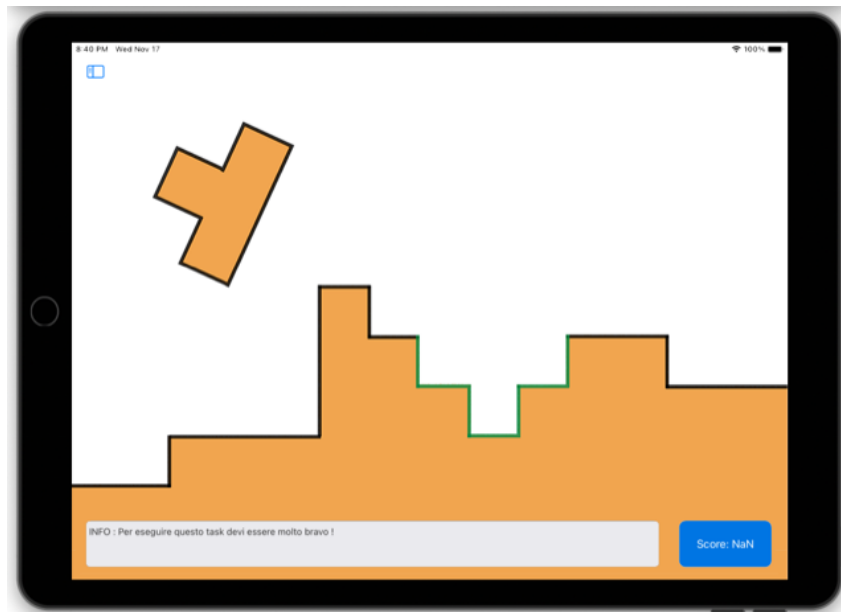 8:40 PM Wed Nov 17
100%
INFO : Per eseguire questo task devi essere molto bravo !
Score: NaN